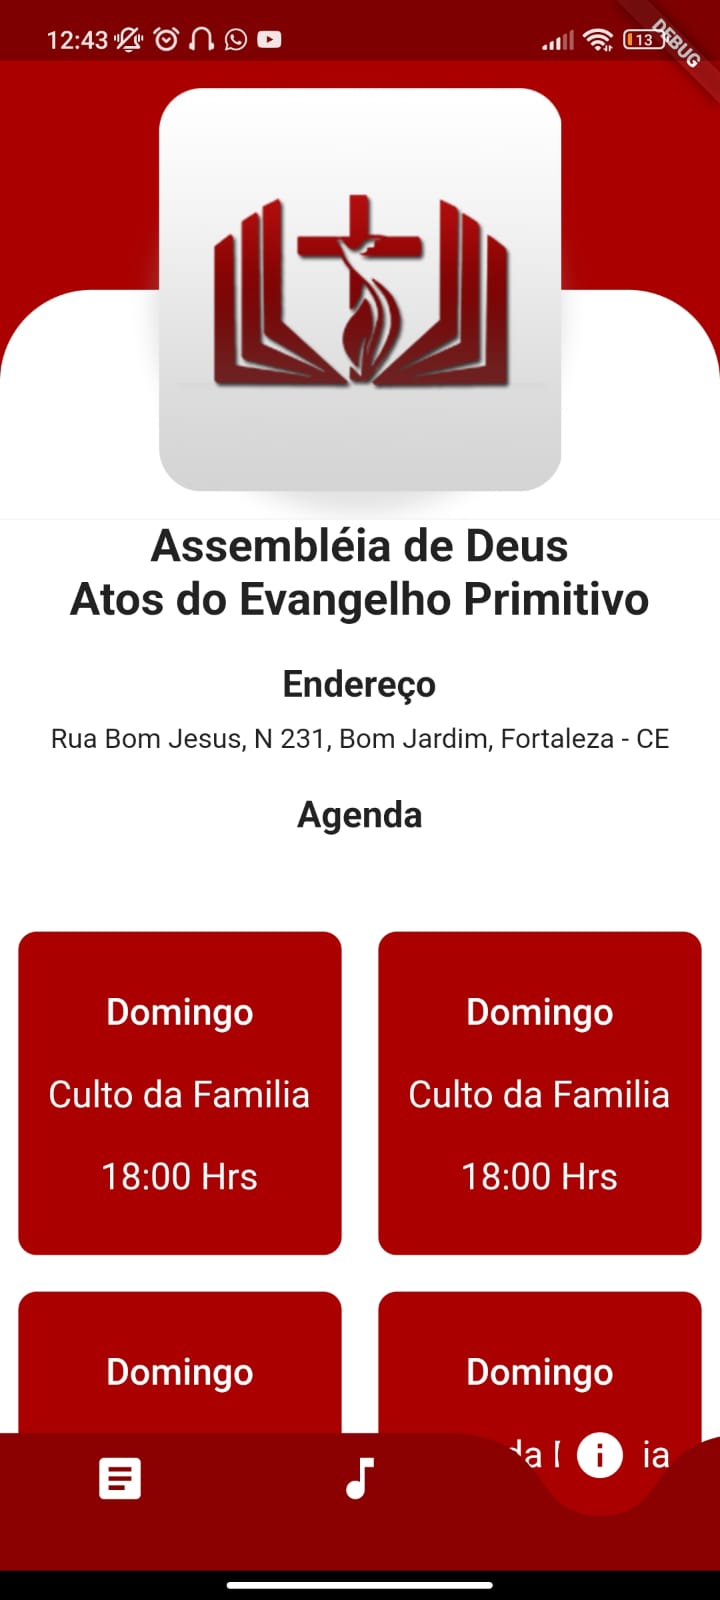 12:43
13
DEBUG
Assembléia de Deus
Atos do Evangelho Primitivo
Endereço
Rua Bom Jesus, N 231, Bom Jardim, Fortaleza - CE
Agenda
Domingo
Culto da Familia
18:00 Hrs
Domingo
Culto da Familia
18:00 Hrs
Domingo
Domingo
da ia